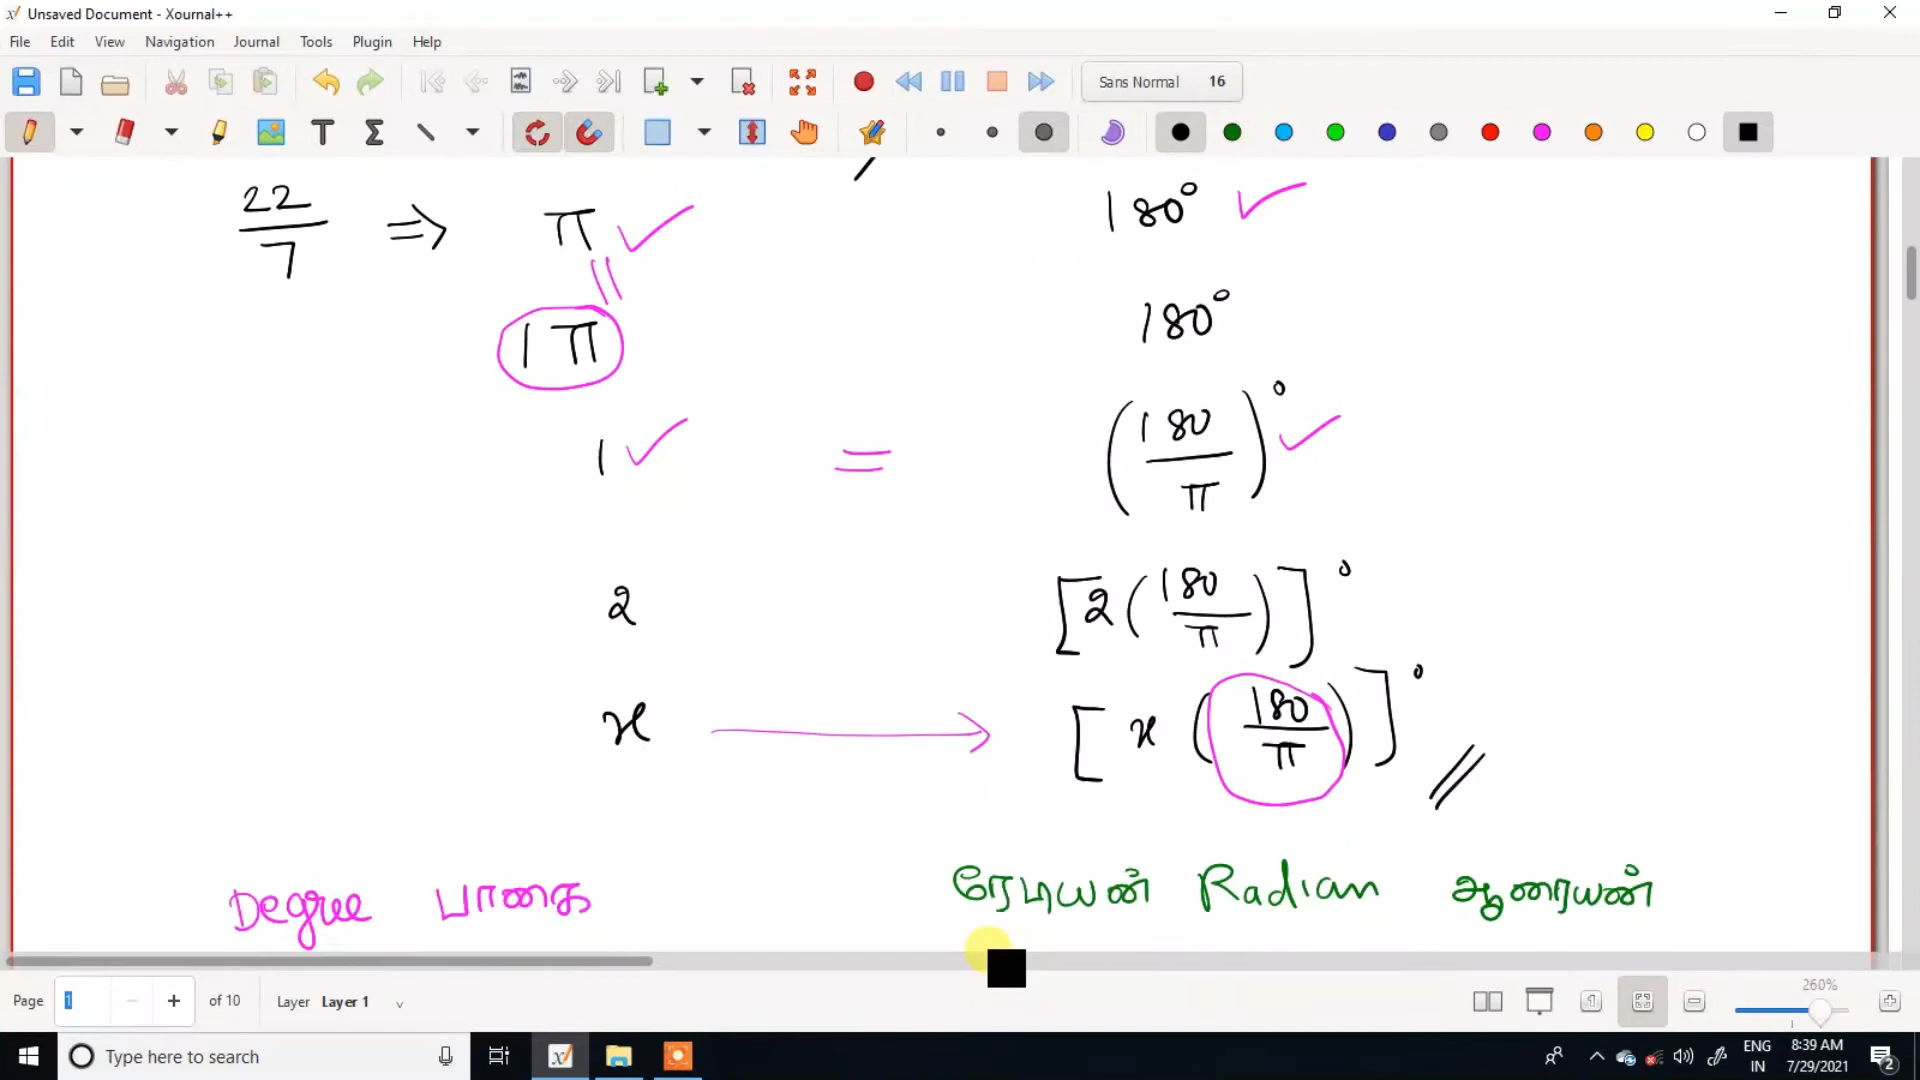 Unsaved Document - Xournal++
File Edit View Navigation Journal Tools Plugin Help
Sans Normal 16
22/7 ⇒ π ✓ 180° ✓
||
1π 180°
1 ✓ = (180/π)° ✓
2 [2(180/π)]°
x → [x(180/π)]° //
Degree பாகை ரேடியன் Radian ஆரையன்
Page 1 of 10 Layer Layer 1 260%
Type here to search
ENG 8:39 AM
IN 7/29/2021 2